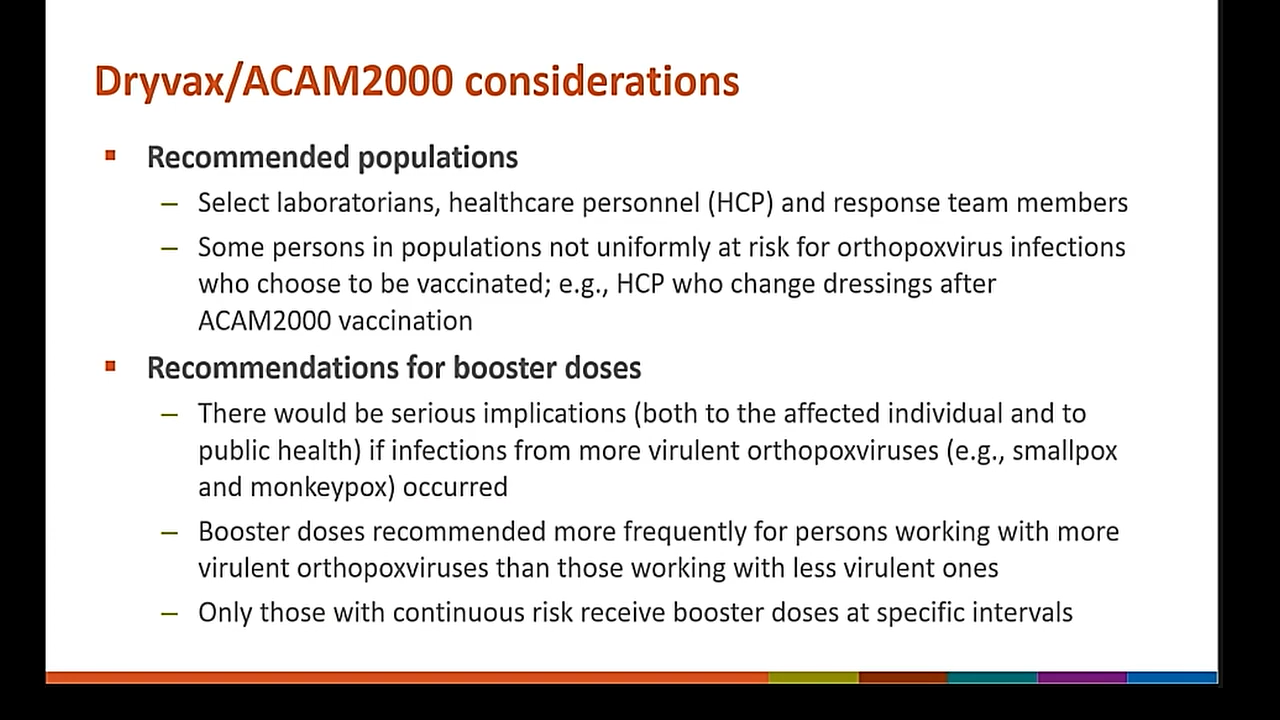 Dryvax/ACAM2000 considerations
▪ Recommended populations
– Select laboratorians, healthcare personnel (HCP) and response team members
– Some persons in populations not uniformly at risk for orthopoxvirus infections
who choose to be vaccinated; e.g., HCP who change dressings after
ACAM2000 vaccination
▪ Recommendations for booster doses
– There would be serious implications (both to the affected individual and to
public health) if infections from more virulent orthopoxviruses (e.g., smallpox
and monkeypox) occurred
– Booster doses recommended more frequently for persons working with more
virulent orthopoxviruses than those working with less virulent ones
– Only those with continuous risk receive booster doses at specific intervals